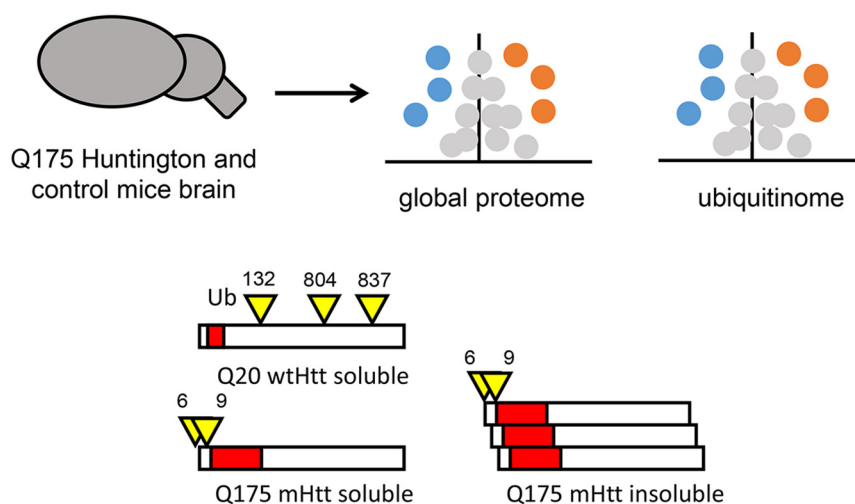 Q175 Huntington and
control mice brain
global proteome
ubiquitinome
132 804 837
Ub
Q20 wtHtt soluble
6 9
Q175 mHtt soluble
6 9
Q175 mHtt insoluble